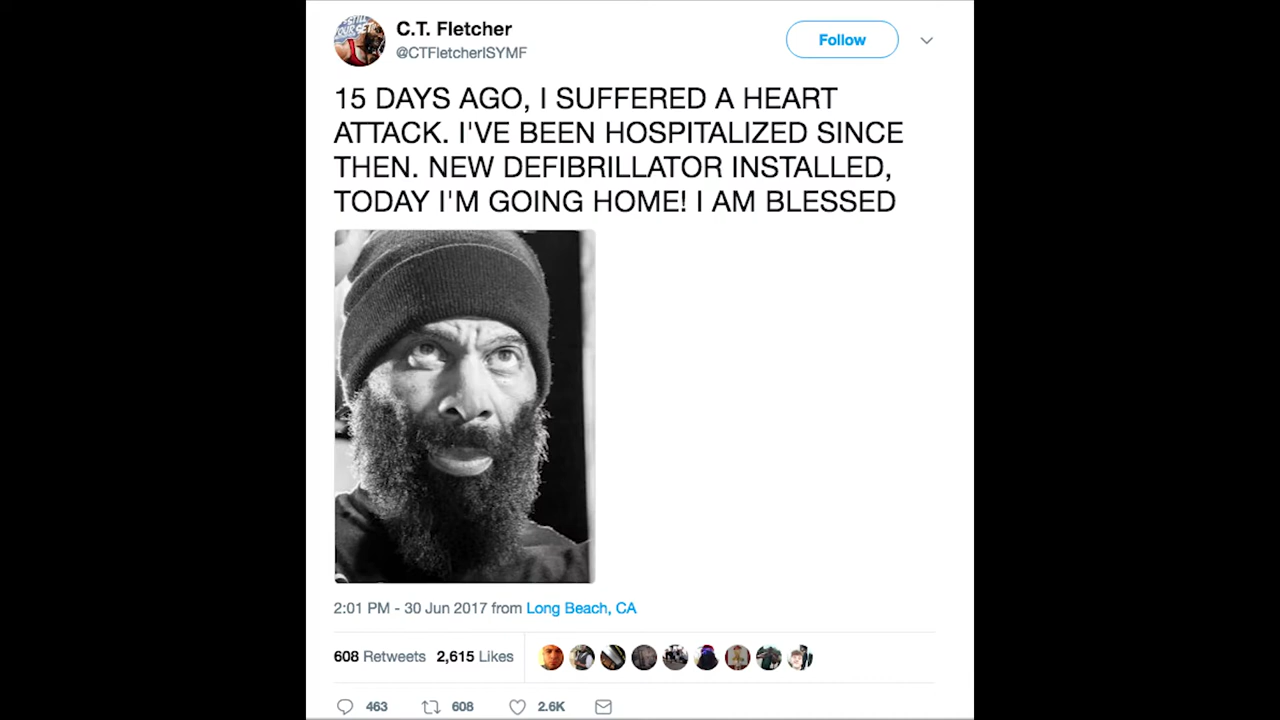 C.T. Fletcher
@CTFletcherISYMF
Follow
15 DAYS AGO, I SUFFERED A HEART
ATTACK. I'VE BEEN HOSPITALIZED SINCE
THEN. NEW DEFIBRILLATOR INSTALLED,
TODAY I'M GOING HOME! I AM BLESSED
2:01 PM - 30 Jun 2017 from Long Beach, CA
608 Retweets 2,615 Likes
463 608 2.6K